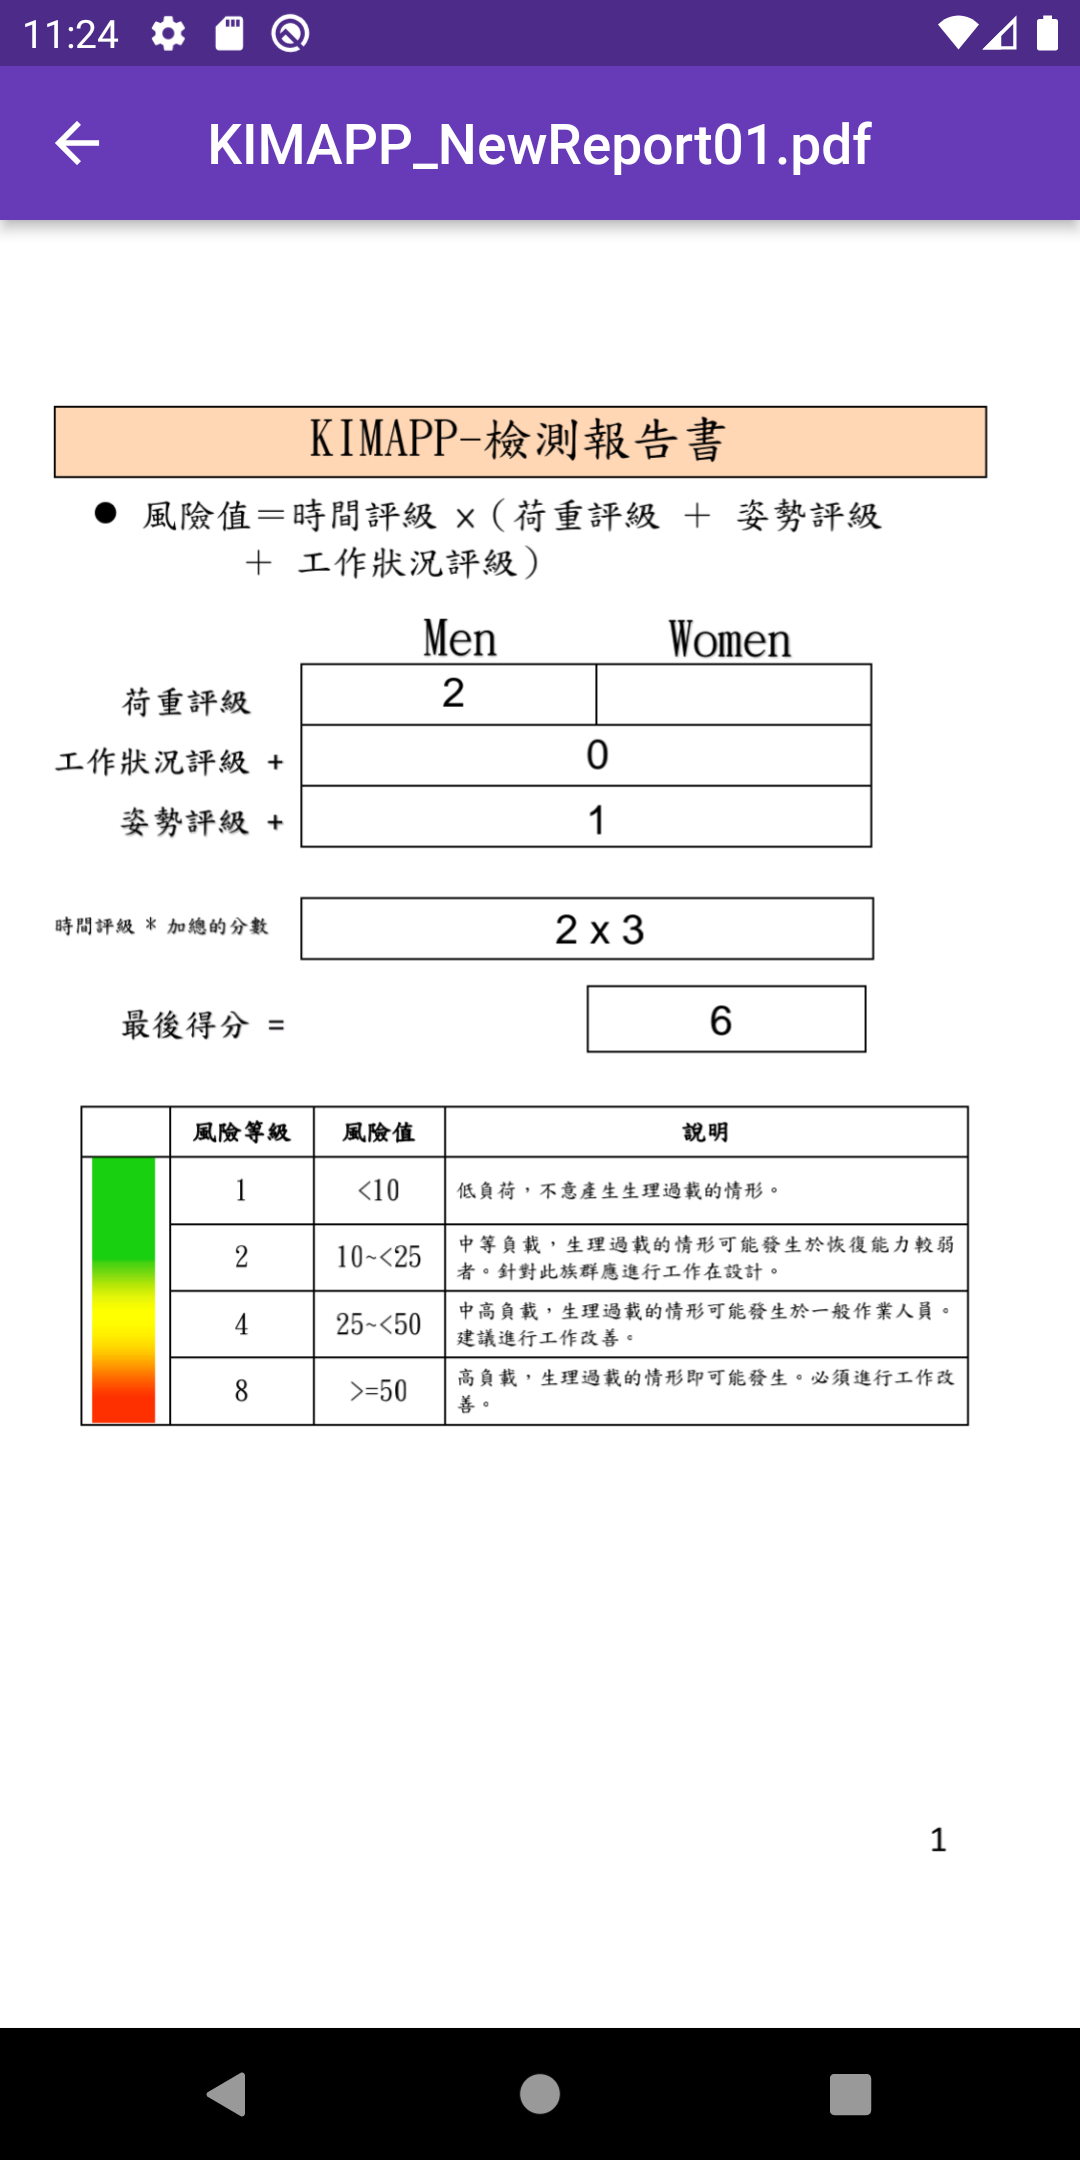 11:24
KIMAPP_NewReport01.pdf
KIMAPP-檢測報告書
● 風險值＝時間評級 x（荷重評級 ＋ 姿勢評級
＋ 工作狀況評級）
Men Women
荷重評級 2
工作狀況評級 + 0
姿勢評級 + 1
時間評級 * 加總的分數 2 x 3
最後得分 = 6
風險等級 風險值 說明
1 <10 低負荷，不意產生生理過載的情形。
2 10~<25 中等負載，生理過載的情形可能發生於恢復能力較弱
者。針對此族群應進行工作在設計。
4 25~<50 中高負載，生理過載的情形可能發生於一般作業人員。
建議進行工作改善。
8 >=50 高負載，生理過載的情形即可能發生。必須進行工作改
善。
1